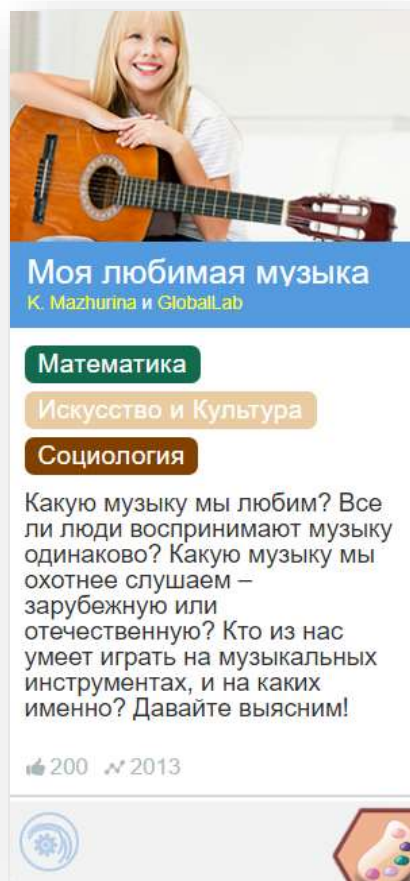 Моя любимая музыка
K. Mazhurina и GlobalLab
Математика
Искусство и Культура
Социология
Какую музыку мы любим? Все
ли люди воспринимают музыку
одинаково? Какую музыку мы
охотнее слушаем –
зарубежную или
отечественную? Кто из нас
умеет играть на музыкальных
инструментах, и на каких
именно? Давайте выясним!
200 2013